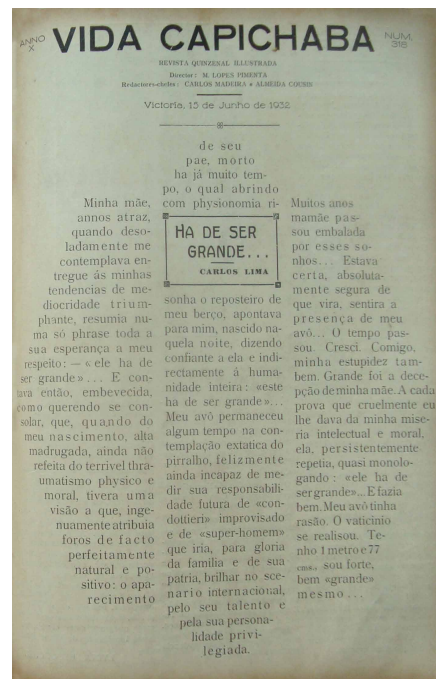 ANNO X
VIDA CAPICHABA
NUM. 316
REVISTA QUINZENAL ILLUSTRADA
Director: M. LOPES PIMENTA
Redactores-chefes: CARLOS MADEIRA e ALMEIDA COUSIN
Victoria, 15 de Junho de 1932
HA DE SER
GRANDE...
CARLOS LIMA
Minha mãe,
annos atraz,
quando deso-
ladamente me
contemplava en-
tregue ás minhas
tendencias de me-
diocridade trium-
phante, resumia nu-
ma só phrase toda a
sua esperança a meu
respeito: — «ele ha de
ser grande»... E con-
tava então, embevecida,
como querendo se con-
solar, que, quando do
meu nascimento, alta
madrugada, ainda não
refeita do terrivel thra-
umatismo physico e
moral, tivera uma
visão a que, inge-
nuamente atribuia
foros de facto
perfeitamente
natural e po-
sitivo: o apa-
recimento
de seu
pae, morto
ha já muito tem-
po, o qual abrindo
com physionomia ri-
sonha o reposteiro de
meu berço, apontava
para mim, nascido na-
quela noite, dizendo
confiante a ela e indi-
rectamente á huma-
nidade inteira: «este
ha de ser grande»...
Meu avô permaneceu
algum tempo na con-
templação extatica do
pirralho, felizmente
ainda incapaz de me-
dir sua responsabili-
dade futura de «con-
dottieri» improvisado
e de «super-homem»
que iria, para gloria
da familia e de sua
patria, brilhar no sce-
nario internacional,
pelo seu talento e
pela sua persona-
lidade privi-
legiada.
Muitos anos
mamãe pas-
sou embalada
por esses so-
nhos... Estava
certa, absoluta-
mente segura de
que vira, sentira a
presença de meu
avô... O tempo pas-
sou. Cresci. Comigo,
minha estupidez tam-
bem. Grande foi a dece-
pção de minha mãe. A cada
prova que cruelmente eu
lhe dava da minha mise-
ria intelectual e moral,
ela, persistentemente
repetia, quasi monolo-
gando: «ele ha de
ser grande»... E fazia
bem. Meu avô tinha
rasão. O vaticinio
se realisou. Te-
nho 1 metro e 77
cms., sou forte,
bem «grande»
mesmo...